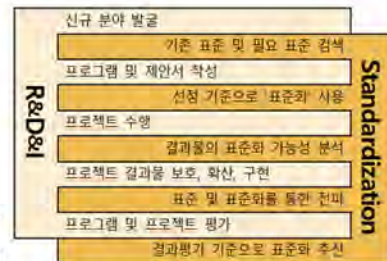 신규 분야 발굴
기존 표준 및 필요 표준 검색
프로그램 및 제안서 작성
선정 기준으로 '표준화' 사용
프로젝트 수행
결과물의 표준화 가능성 분석
프로젝트 결과물 보호, 확산, 구현
표준 및 표준화를 통한 전파
프로그램 및 프로젝트 평가
결과평가 기준으로 표준화 추신
R&D&I
Standardization